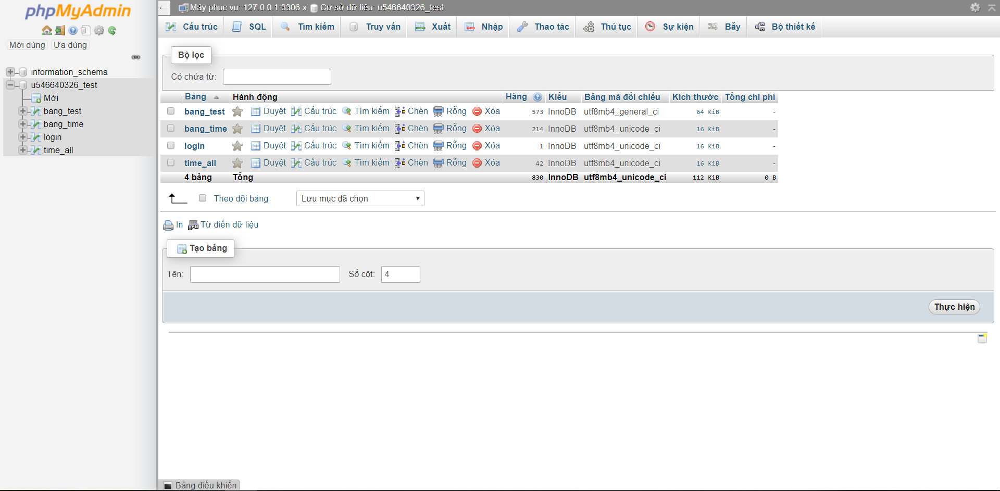 phpMyAdmin
Mới dùng Ưa dùng
information_schema
u546640326_test
Mới
bang_test
bang_time
login
time_all
← Máy phục vụ: 127.0.0.1:3306 » Cơ sở dữ liệu: u546640326_test
Cấu trúc SQL Tìm kiếm Truy vấn Xuất Nhập Thao tác Thủ tục Sự kiện Bẫy Bộ thiết kế
Bộ lọc
Có chứa từ:
Bảng Hành động Hàng Kiểu Bảng mã đối chiếu Kích thước Tổng chi phí
bang_test Duyệt Cấu trúc Tìm kiếm Chèn Rỗng Xóa 573 InnoDB utf8mb4_general_ci 64 KiB -
bang_time Duyệt Cấu trúc Tìm kiếm Chèn Rỗng Xóa 214 InnoDB utf8mb4_unicode_ci 16 KiB -
login Duyệt Cấu trúc Tìm kiếm Chèn Rỗng Xóa 1 InnoDB utf8mb4_unicode_ci 16 KiB -
time_all Duyệt Cấu trúc Tìm kiếm Chèn Rỗng Xóa 42 InnoDB utf8mb4_unicode_ci 16 KiB -
4 bảng Tổng 830 InnoDB utf8mb4_unicode_ci 112 KiB 0 B
Theo dõi bảng Lưu mục đã chọn
In Từ điển dữ liệu
Tạo bảng
Tên: Số cột: 4
Thực hiện
Bảng điều khiển